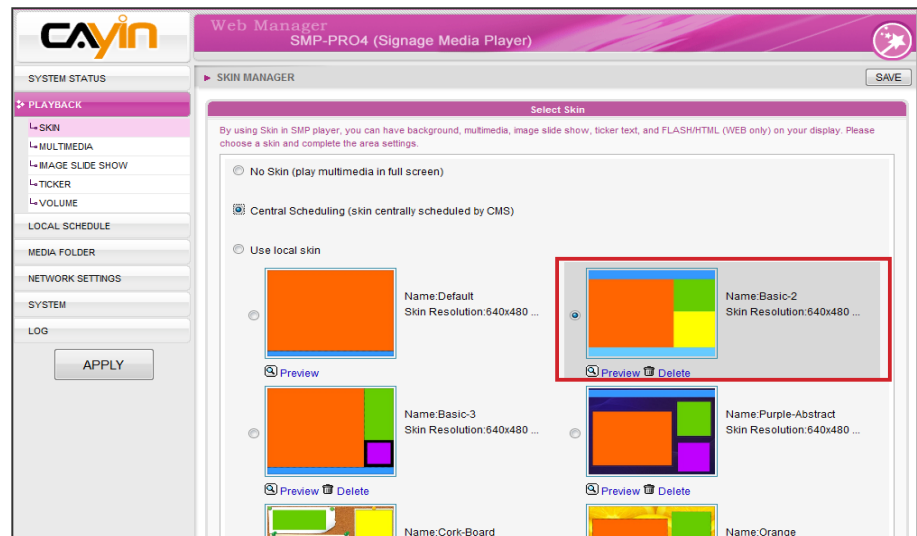 CAYIN
Web Manager
SMP-PRO4 (Signage Media Player)
SYSTEM STATUS
PLAYBACK
SKIN
MULTIMEDIA
IMAGE SLIDE SHOW
TICKER
VOLUME
LOCAL SCHEDULE
MEDIA FOLDER
NETWORK SETTINGS
SYSTEM
LOG
APPLY
SKIN MANAGER
SAVE
Select Skin
By using Skin in SMP player, you can have background, multimedia, image slide show, ticker text, and FLASH/HTML (WEB only) on your display. Please
choose a skin and complete the area settings.
No Skin (play multimedia in full screen)
Central Scheduling (skin centrally scheduled by CMS)
Use local skin
Name:Default
Skin Resolution:640x480 ...
Preview
Name:Basic-2
Skin Resolution:640x480 ...
Preview Delete
Name:Basic-3
Skin Resolution:640x480 ...
Preview Delete
Name:Purple-Abstract
Skin Resolution:640x480 ...
Preview Delete
Name:Cork-Board
Name:Orange